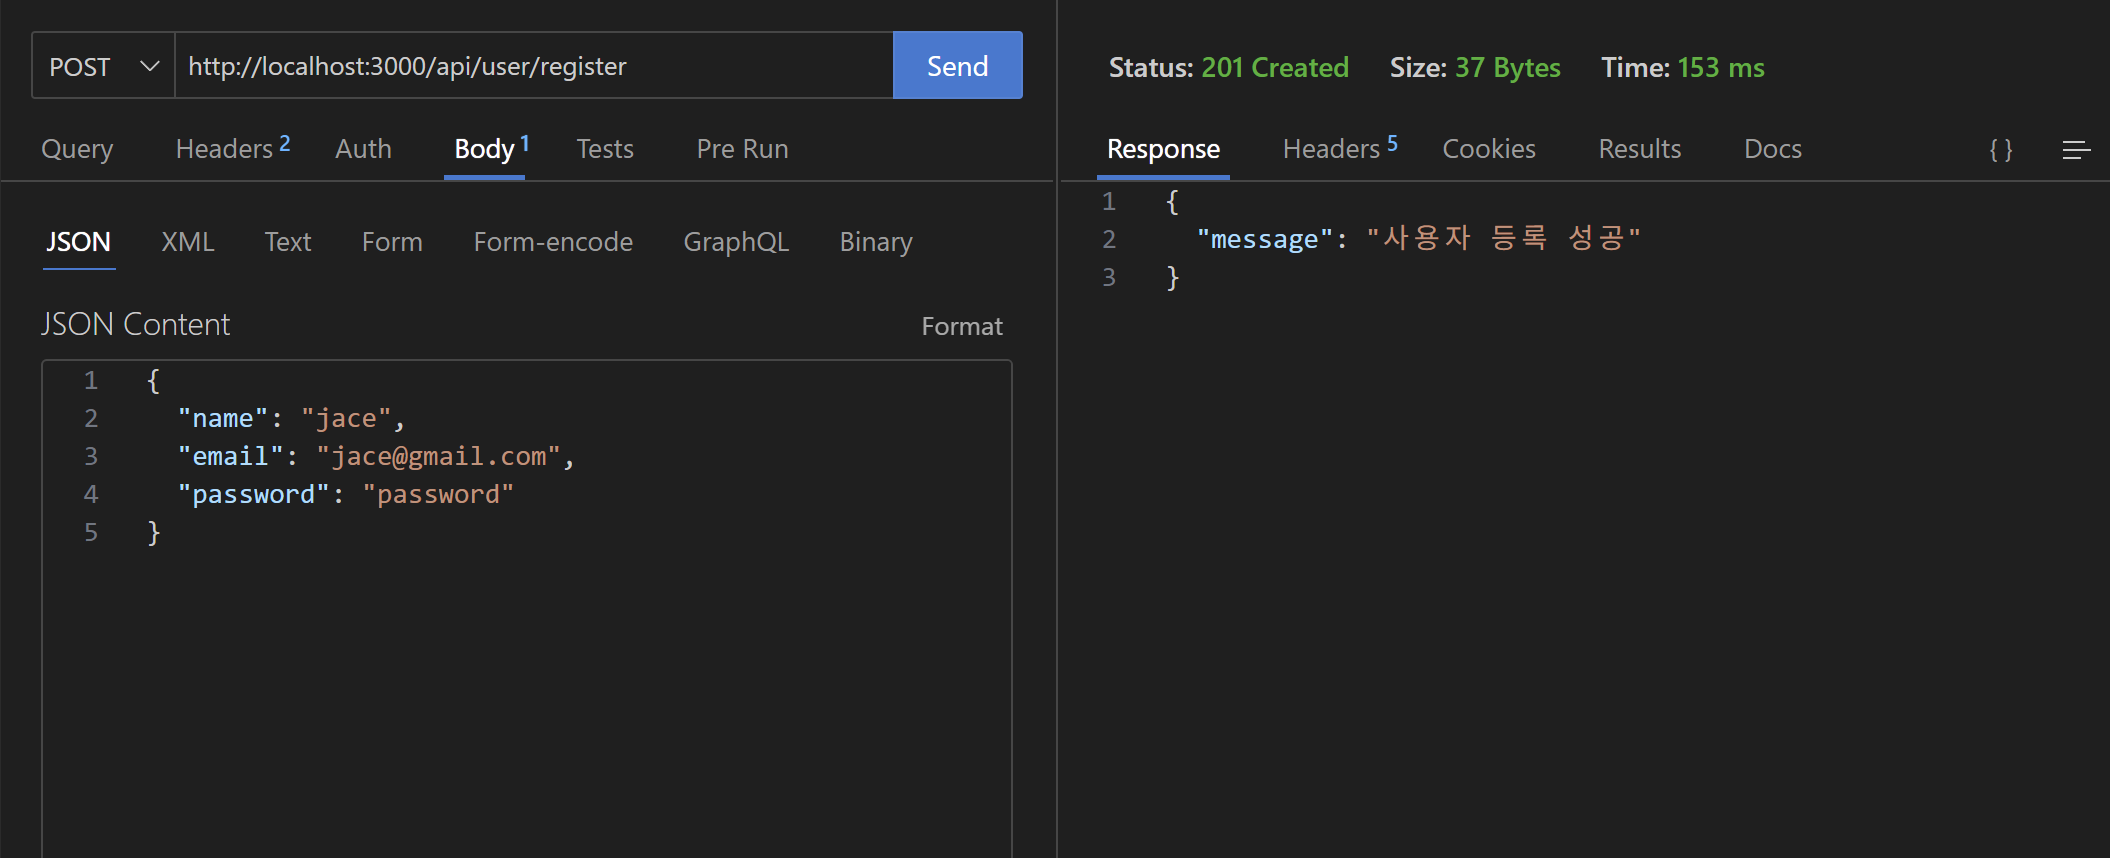 POST http://localhost:3000/api/user/register Send
Query Headers 2 Auth Body 1 Tests Pre Run
JSON XML Text Form Form-encode GraphQL Binary
JSON Content Format
1 {
2 "name": "jace",
3 "email": "jace@gmail.com",
4 "password": "password"
5 }
Status: 201 Created Size: 37 Bytes Time: 153 ms
Response Headers 5 Cookies Results Docs { }
1 {
2 "message": "사용자 등록 성공"
3 }